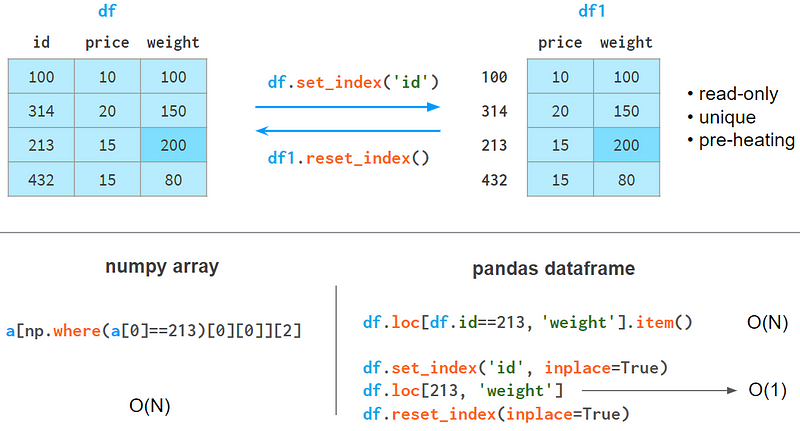 df
id price weight
100 10 100
314 20 150
213 15 200
432 15 80
df.set_index('id')
df1.reset_index()
df1
price weight
100 10 100
314 20 150
213 15 200
432 15 80
• read-only
• unique
• pre-heating
numpy array
a[np.where(a[0]==213)[0][0]][2]
O(N)
pandas dataframe
df.loc[df.id==213, 'weight'].item() O(N)
df.set_index('id', inplace=True)
df.loc[213, 'weight'] O(1)
df.reset_index(inplace=True)